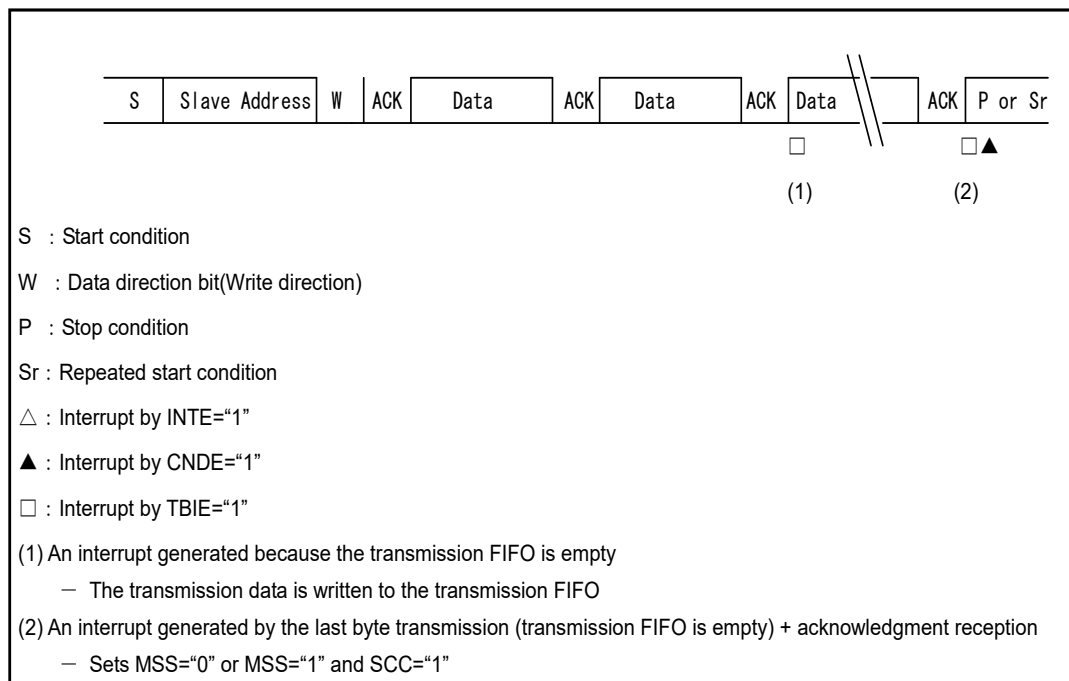 S Slave Address W ACK Data ACK Data ACK Data ACK P or Sr
□ □▲
(1) (2)
S : Start condition
W : Data direction bit(Write direction)
P : Stop condition
Sr : Repeated start condition
△ : Interrupt by INTE=“1”
▲ : Interrupt by CNDE=“1”
□ : Interrupt by TBIE=“1”
(1) An interrupt generated because the transmission FIFO is empty
－ The transmission data is written to the transmission FIFO
(2) An interrupt generated by the last byte transmission (transmission FIFO is empty) + acknowledgment reception
－ Sets MSS=“0” or MSS=“1” and SCC=“1”